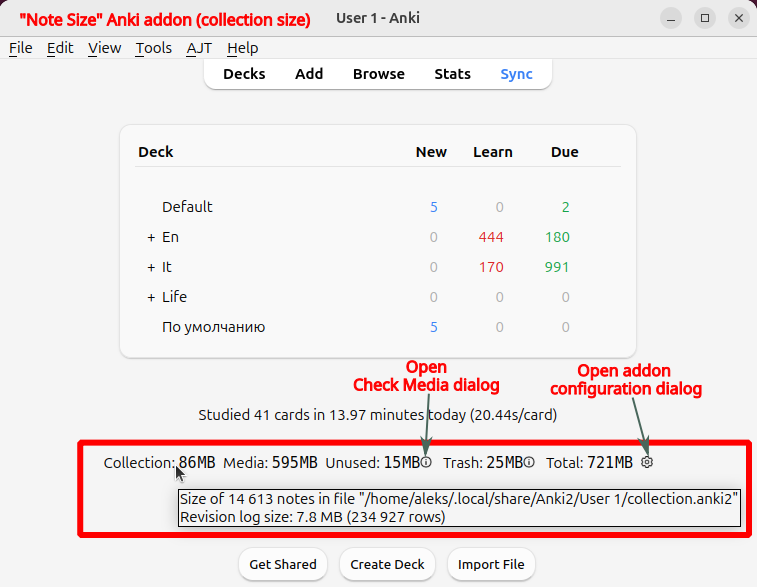 "Note Size" Anki addon (collection size)
User 1 - Anki
File Edit View Tools AJT Help
Decks Add Browse Stats Sync
Deck New Learn Due
Default 5 0 2
+ En 0 444 180
+ It 0 170 991
+ Life 0 0 0
По умолчанию 5 0 0
Open
Check Media dialog
Open addon
configuration dialog
Studied 41 cards in 13.97 minutes today (20.44s/card)
Collection: 86MB Media: 595MB Unused: 15MB Trash: 25MB Total: 721MB
Size of 14 613 notes in file "/home/aleks/.local/share/Anki2/User 1/collection.anki2"
Revision log size: 7.8 MB (234 927 rows)
Get Shared Create Deck Import File